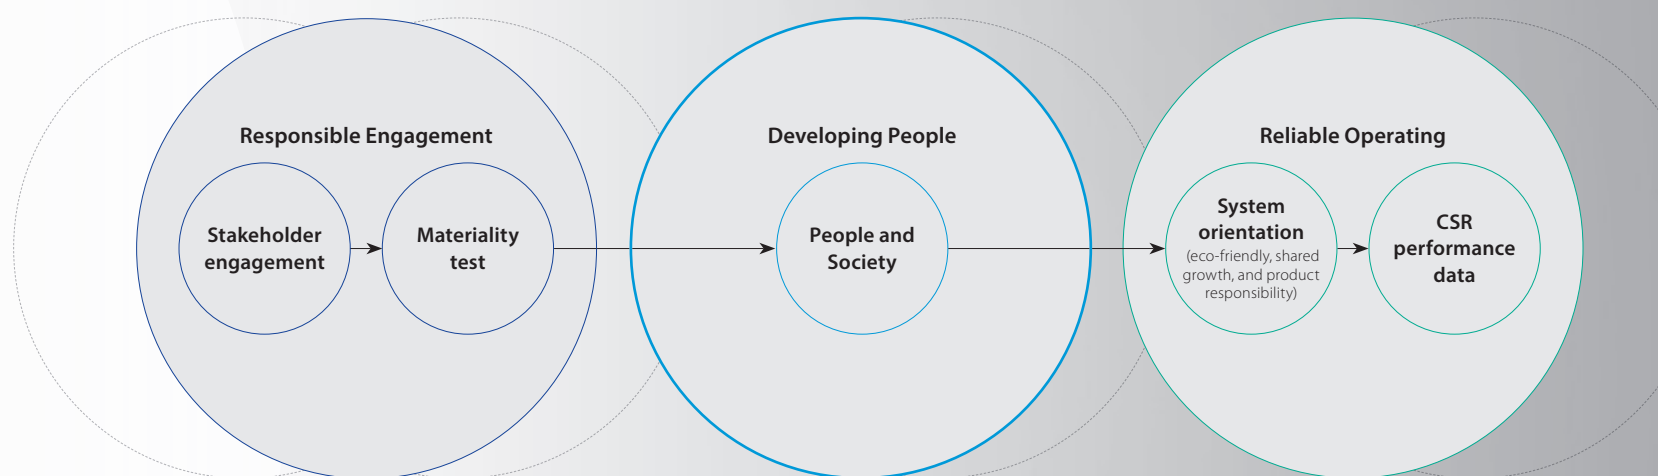 Responsible Engagement
Stakeholder
engagement
Materiality
test
Developing People
People and
Society
Reliable Operating
System
orientation
(eco-friendly, shared
growth, and product
responsibility)
CSR
performance
data